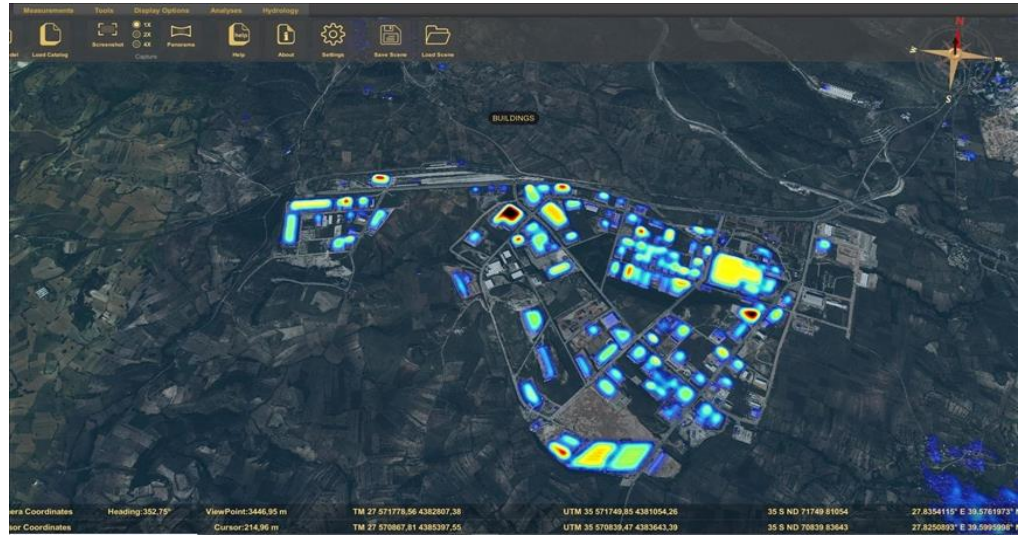 Measurements Tools Display Options Analyses Hydrology
1X
2X
4X
Load Catalog Screenshot Capture Panorama Help About Settings Save Scene Load Scene
help
N
W
S
BUILDINGS
era Coordinates Heading:352,75° ViewPoint:3446,95 m TM 27 571778,56 4382807,38 UTM 35 571749,85 4381054,26 35 S ND 71749 81054 27.8354115° E 39.5761973° N
sor Coordinates Cursor:214,96 m TM 27 570867,81 4385397,55 UTM 35 570839,47 4383643,39 35 S ND 70839 83643 27.8250893° E 39.5995998° N